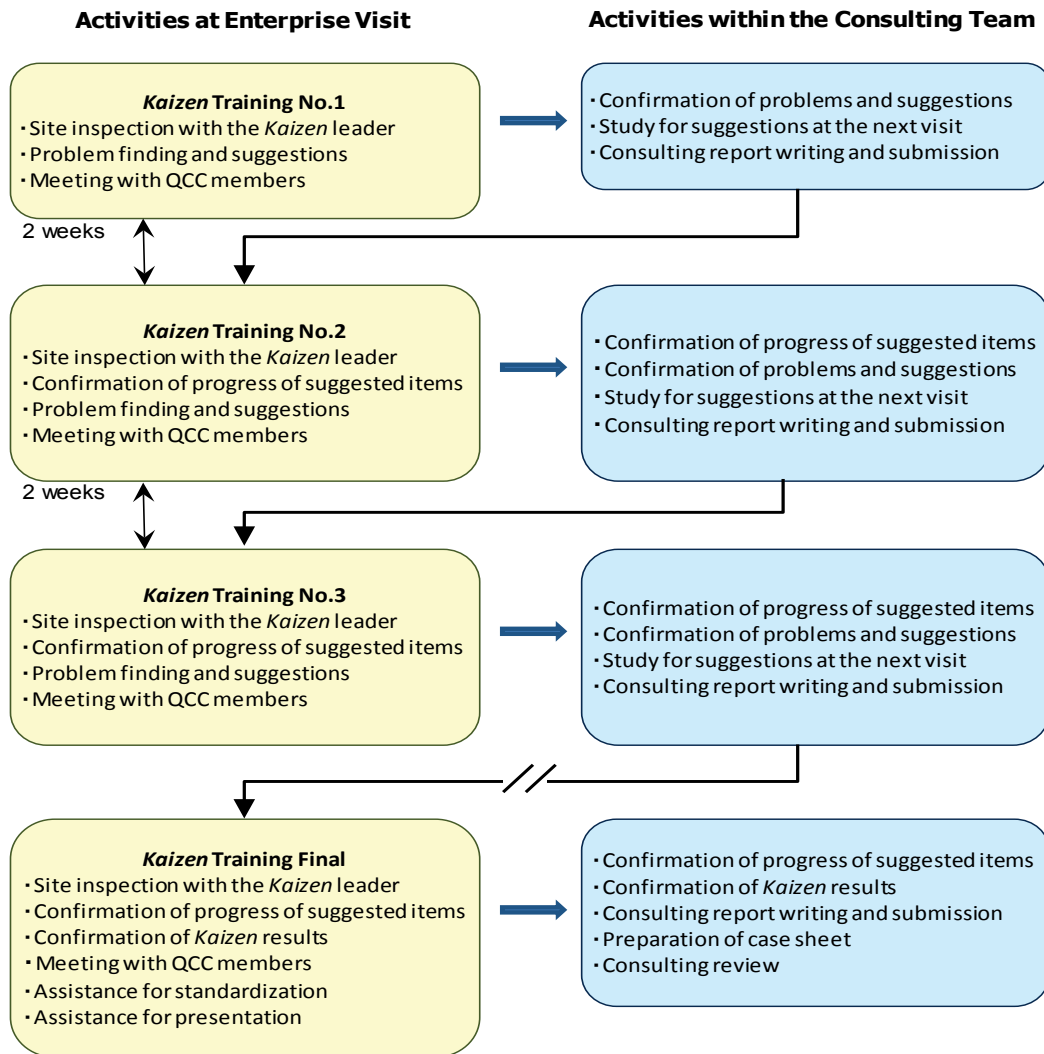 Activities at Enterprise Visit
Activities within the Consulting Team
Kaizen Training No.1
・Site inspection with the Kaizen leader
・Problem finding and suggestions
・Meeting with QCC members
・Confirmation of problems and suggestions
・Study for suggestions at the next visit
・Consulting report writing and submission
2 weeks
Kaizen Training No.2
・Site inspection with the Kaizen leader
・Confirmation of progress of suggested items
・Problem finding and suggestions
・Meeting with QCC members
・Confirmation of progress of suggested items
・Confirmation of problems and suggestions
・Study for suggestions at the next visit
・Consulting report writing and submission
2 weeks
Kaizen Training No.3
・Site inspection with the Kaizen leader
・Confirmation of progress of suggested items
・Problem finding and suggestions
・Meeting with QCC members
・Confirmation of progress of suggested items
・Confirmation of problems and suggestions
・Study for suggestions at the next visit
・Consulting report writing and submission
Kaizen Training Final
・Site inspection with the Kaizen leader
・Confirmation of progress of suggested items
・Confirmation of Kaizen results
・Meeting with QCC members
・Assistance for standardization
・Assistance for presentation
・Confirmation of progress of suggested items
・Confirmation of Kaizen results
・Consulting report writing and submission
・Preparation of case sheet
・Consulting review